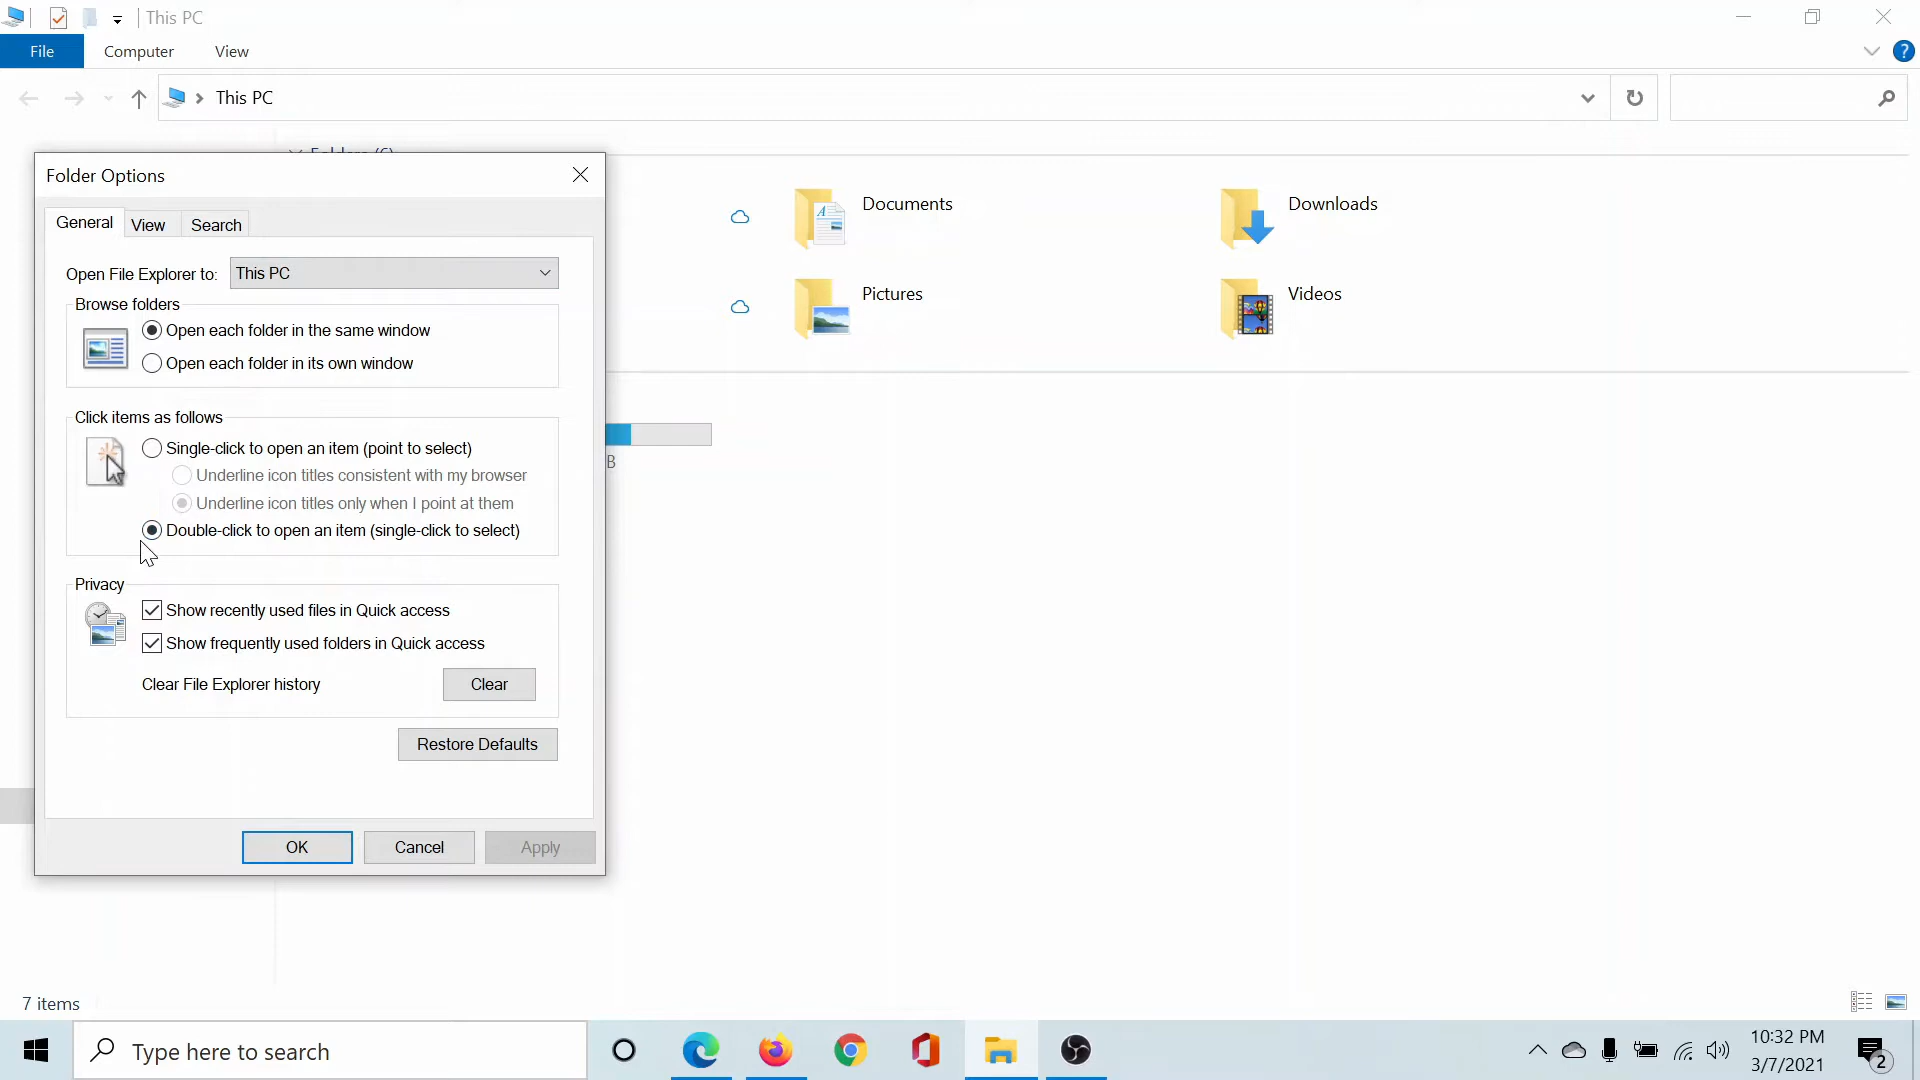 This PC
File Computer View
This PC
Folder Options
General View Search
Open File Explorer to: This PC
Browse folders
Open each folder in the same window
Open each folder in its own window
Click items as follows
Single-click to open an item (point to select)
Underline icon titles consistent with my browser
Underline icon titles only when I point at them
Double-click to open an item (single-click to select)
Privacy
Show recently used files in Quick access
Show frequently used folders in Quick access
Clear File Explorer history Clear
Restore Defaults
OK Cancel Apply
Documents Downloads
Pictures Videos
B
7 items
Type here to search
10:32 PM
3/7/2021
2